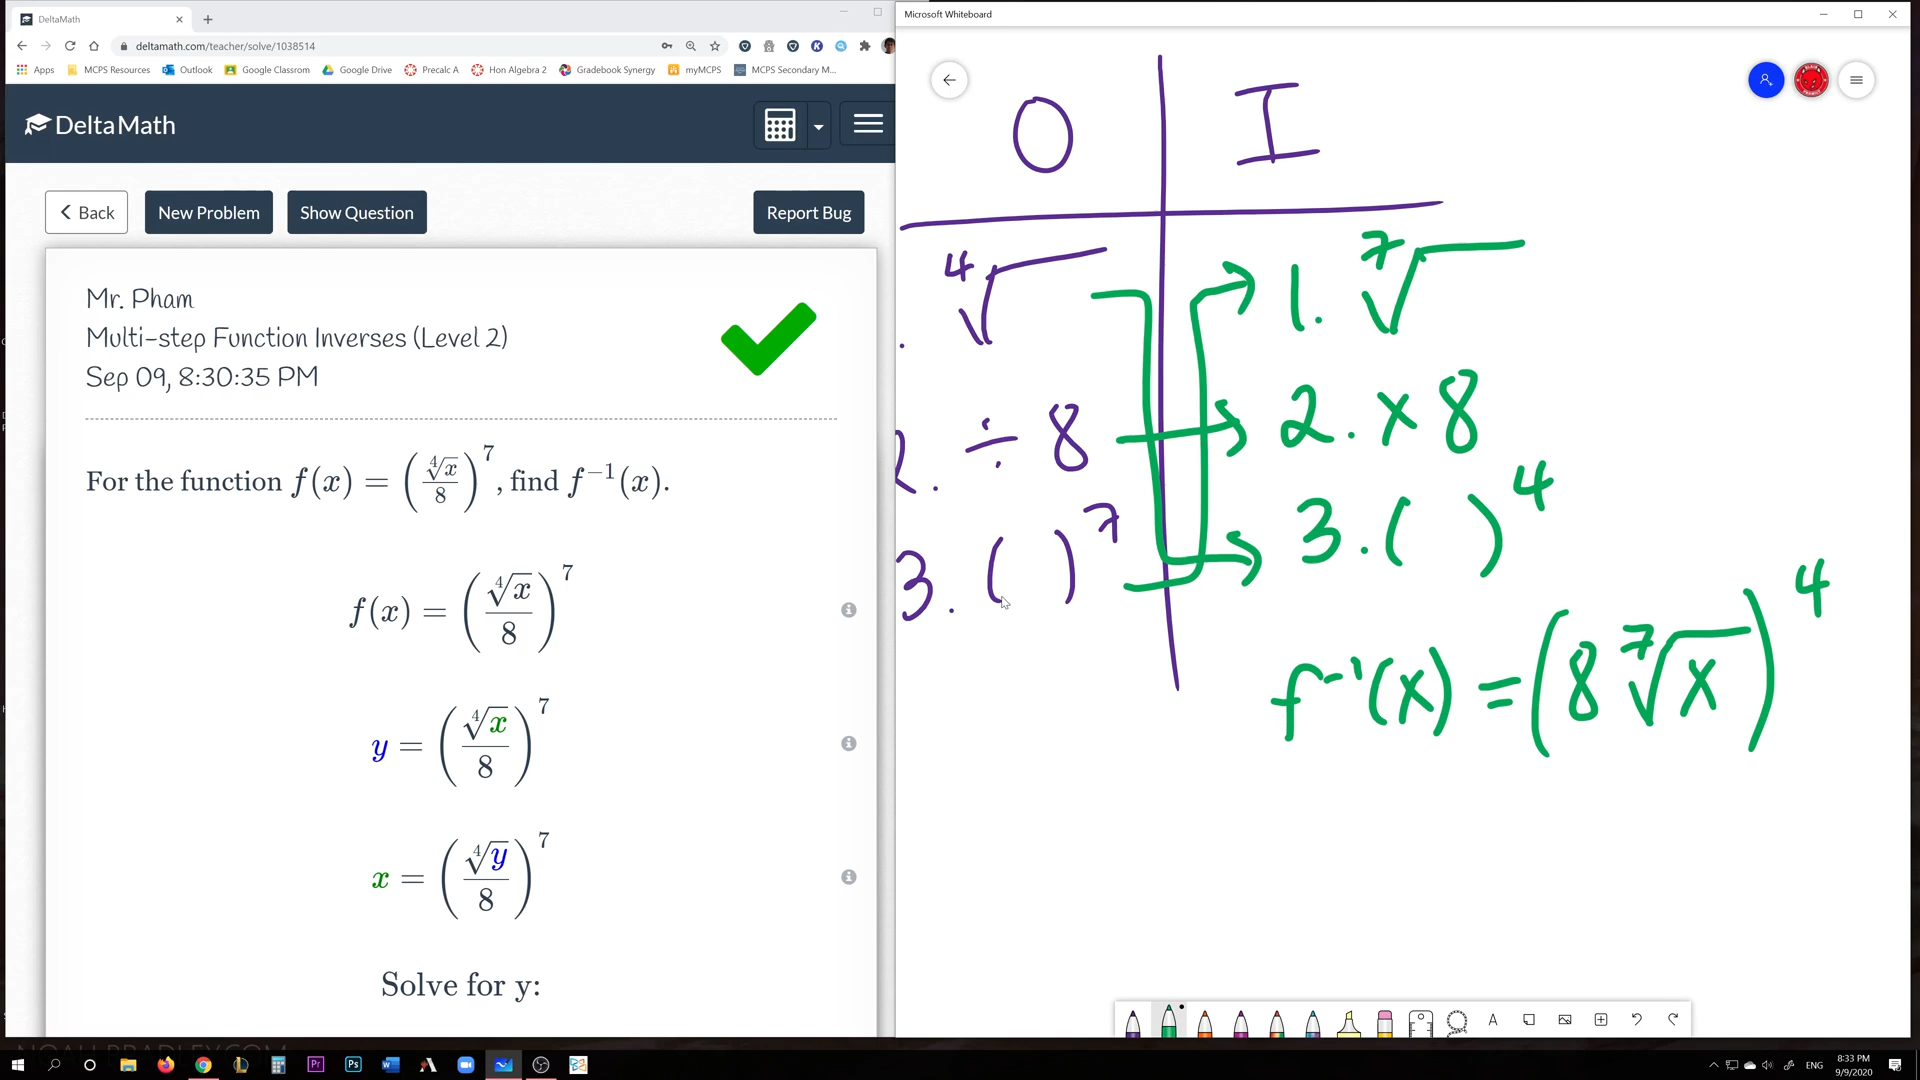 DeltaMath
deltamath.com/teacher/solve/1038514
Apps MCPS Resources Outlook Google Classrom Google Drive Precalc A Hon Algebra 2 Gradebook Synergy myMCPS MCPS Secondary M...
DeltaMath
Back New Problem Show Question Report Bug
Mr. Pham
Multi-step Function Inverses (Level 2)
Sep 09, 8:30:35 PM
For the function f(x) = (∜x/8)^7, find f⁻¹(x).
f(x) = (∜x/8)^7
y = (∜x/8)^7
x = (∜y/8)^7
Solve for y:
Microsoft Whiteboard
O I
. ∜ 1. ⁷√
2. ÷ 8 2. × 8
3. ( )^7 3. ( )^4
f⁻¹(x) = (8 ⁷√x)^4
ENG
8:33 PM
9/9/2020